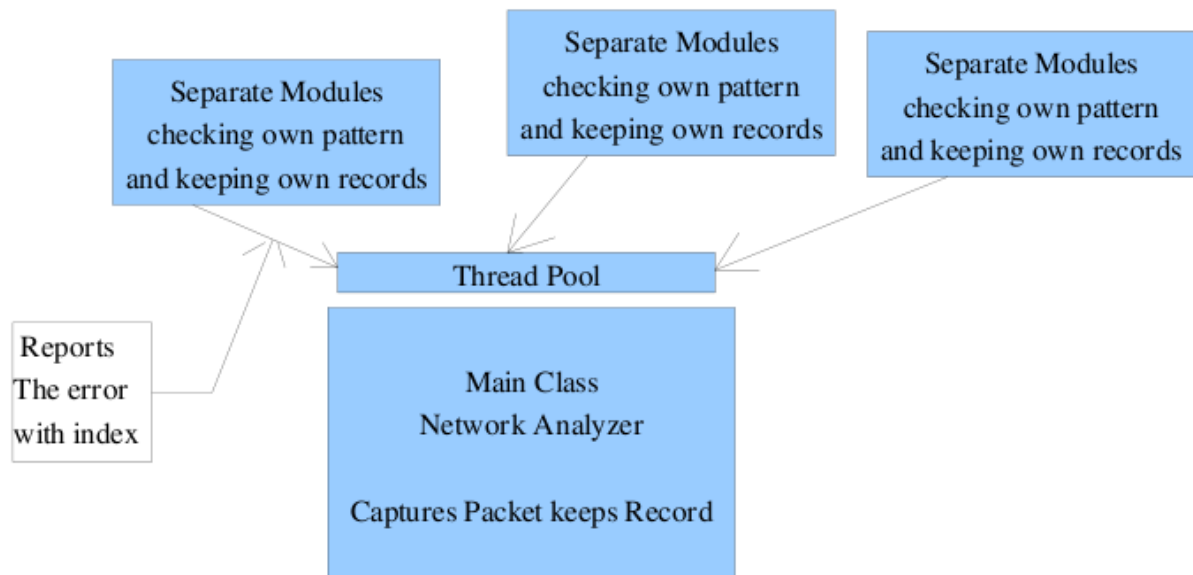 Separate Modules
checking own pattern
and keeping own records
Separate Modules
checking own pattern
and keeping own records
Separate Modules
checking own pattern
and keeping own records
Thread Pool
Reports
The error
with index
Main Class
Network Analyzer
Captures Packet keeps Record